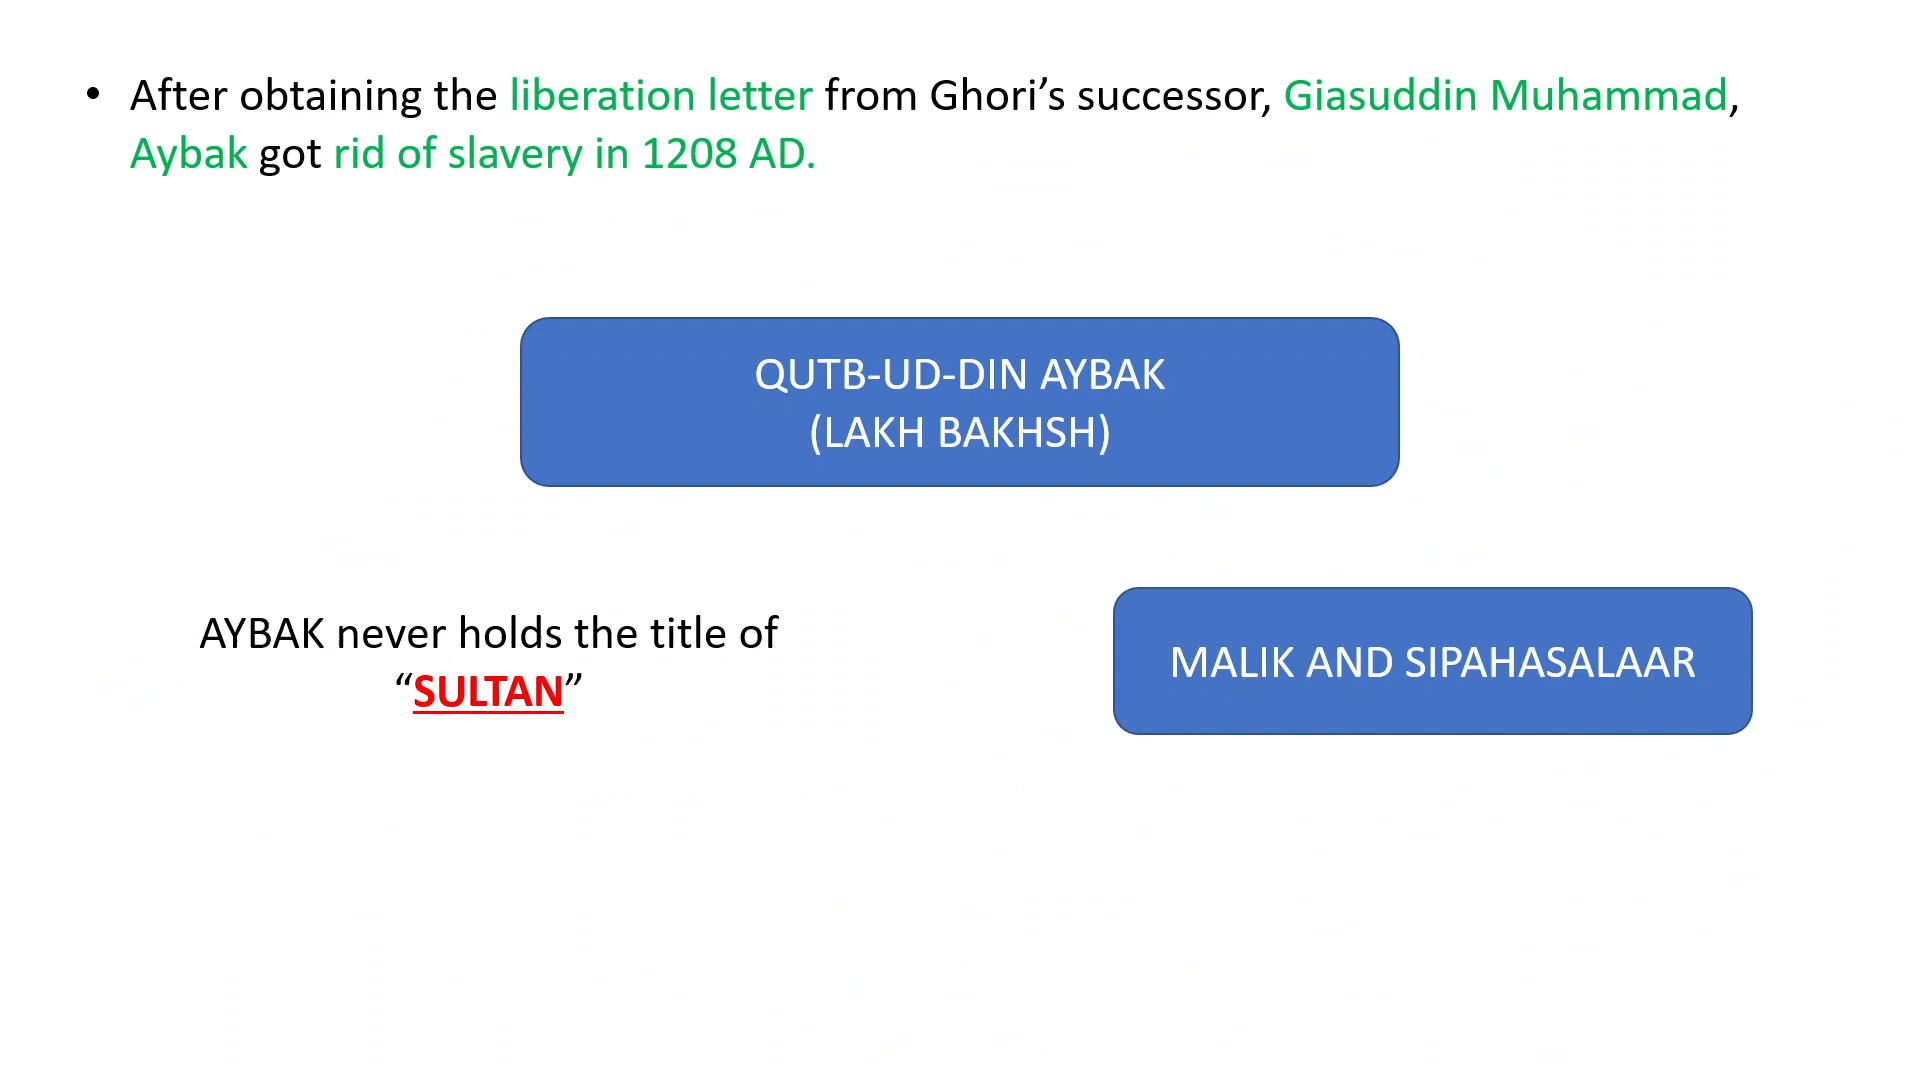 • After obtaining the liberation letter from Ghori’s successor, Giasuddin Muhammad,
Aybak got rid of slavery in 1208 AD.
QUTB-UD-DIN AYBAK
(LAKH BAKHSH)
AYBAK never holds the title of
“SULTAN”
MALIK AND SIPAHASALAAR